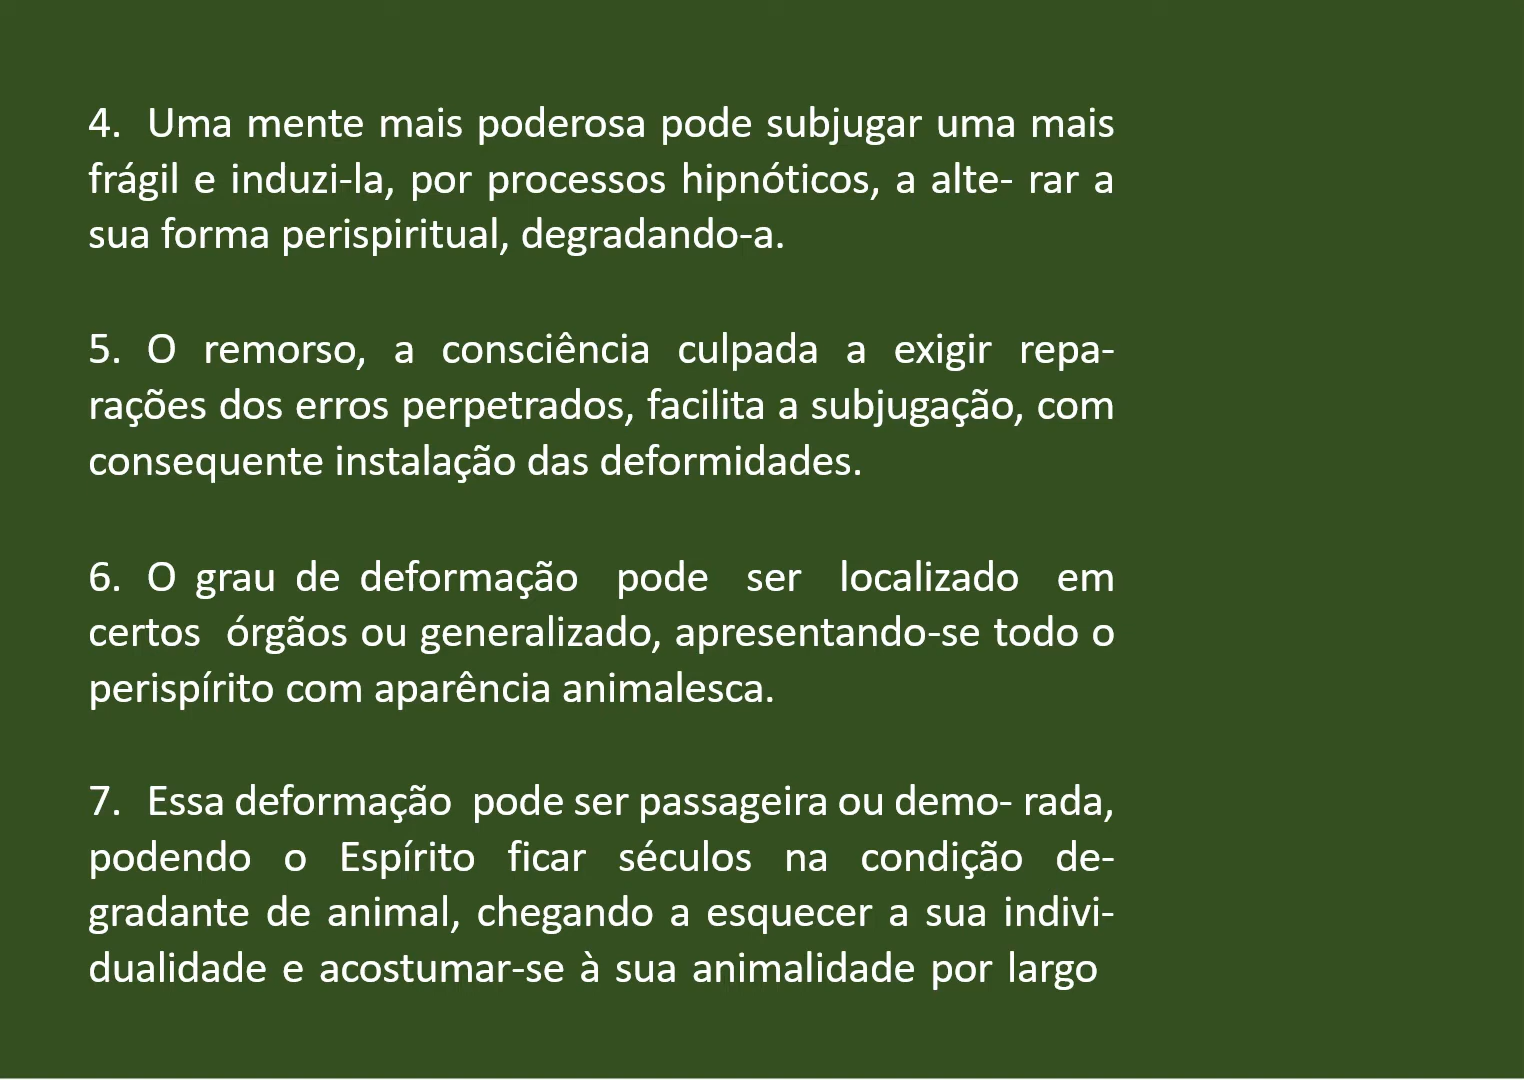 4. Uma mente mais poderosa pode subjugar uma mais
frágil e induzi-la, por processos hipnóticos, a alte- rar a
sua forma perispiritual, degradando-a.
5. O remorso, a consciência culpada a exigir repa-
rações dos erros perpetrados, facilita a subjugação, com
consequente instalação das deformidades.
6. O grau de deformação pode ser localizado em
certos órgãos ou generalizado, apresentando-se todo o
perispírito com aparência animalesca.
7. Essa deformação pode ser passageira ou demo- rada,
podendo o Espírito ficar séculos na condição de-
gradante de animal, chegando a esquecer a sua indivi-
dualidade e acostumar-se à sua animalidade por largo